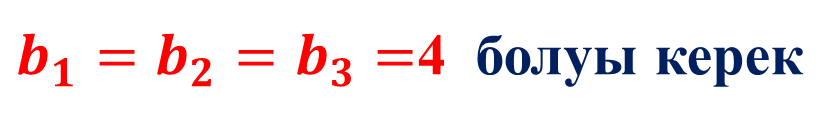 b₁ = b₂ = b₃ =4 болуы керек